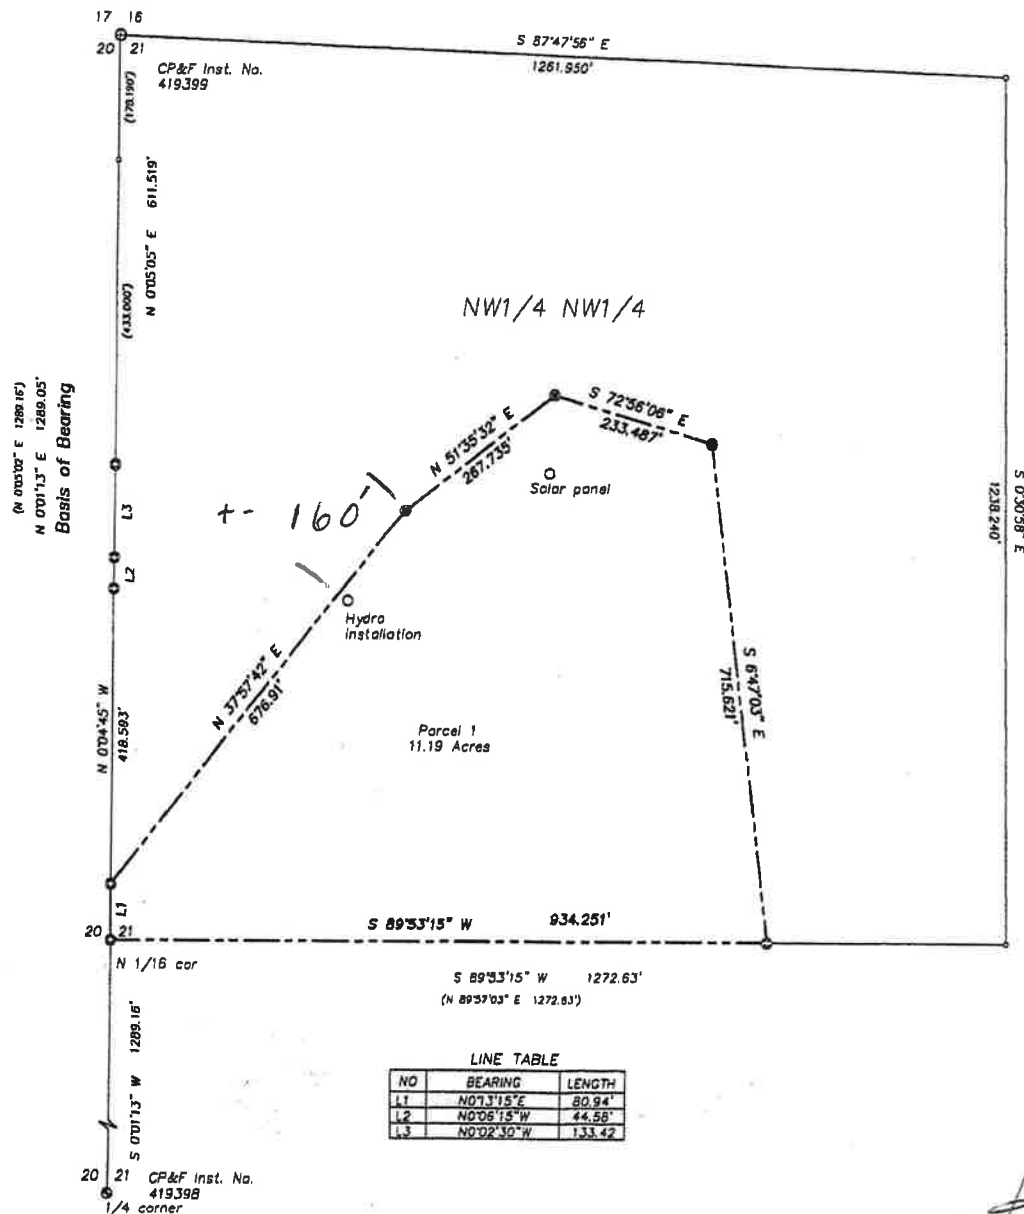 17 16
20 21
CP&F Inst. No.
419399
S 87°47'56" E
1261.950'
(178.190')
N 0°05'05" E 611.519'
(433.000')
NW1/4 NW1/4
(N 0°05'02" E 1289.16')
N 0°01'13" E 1289.05'
Basis of Bearing
S 72°56'06" E
233.487'
N 51°35'32" E
267.735'
Solar panel
+- 160'
L3
L2
Hydro
installation
S 0°30'58" E
1238.240'
N 37°57'42" E
676.91'
S 6°47'03" E
715.621'
N 0°04'45" W
418.593'
Parcel 1
11.19 Acres
L1
S 89°53'15" W 934.251'
20 21
N 1/16 cor
S 89°53'15" W 1272.63'
(N 89°57'03" E 1272.63')
S 0°01'13" W 1289.16'
LINE TABLE
NO BEARING LENGTH
L1 N0°13'15"E 80.94'
L2 N0°06'15"W 44.58'
L3 N0°02'30"W 133.42
20 21
CP&F Inst. No.
419398
1/4 corner